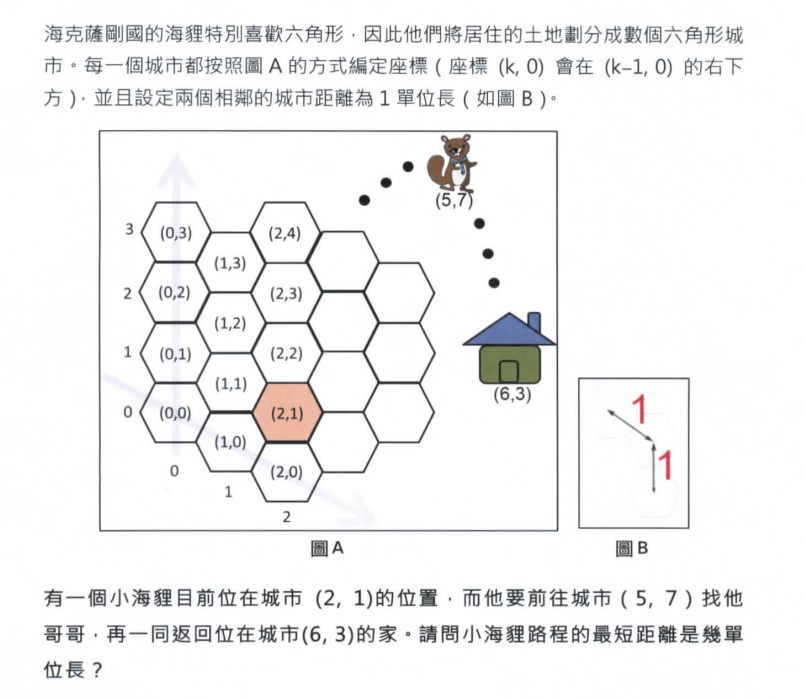 海克薩剛國的海貍特別喜歡六角形，因此他們將居住的土地劃分成數個六角形城
市。每一個城市都按照圖 A 的方式編定座標（座標 (k, 0) 會在 (k–1, 0) 的右下
方），並且設定兩個相鄰的城市距離為 1 單位長（如圖 B）。
(5,7)
3 (0,3) (2,4)
(1,3)
2 (0,2) (2,3)
(1,2)
1 (0,1) (2,2)
(6,3)
(1,1)
0 (0,0) (2,1)
(1,0)
0 (2,0)
1
2
1
1
圖 A
圖 B
有一個小海貍目前位在城市 (2, 1)的位置，而他要前往城市（5, 7）找他
哥哥，再一同返回位在城市(6, 3)的家。請問小海貍路程的最短距離是幾單
位長？